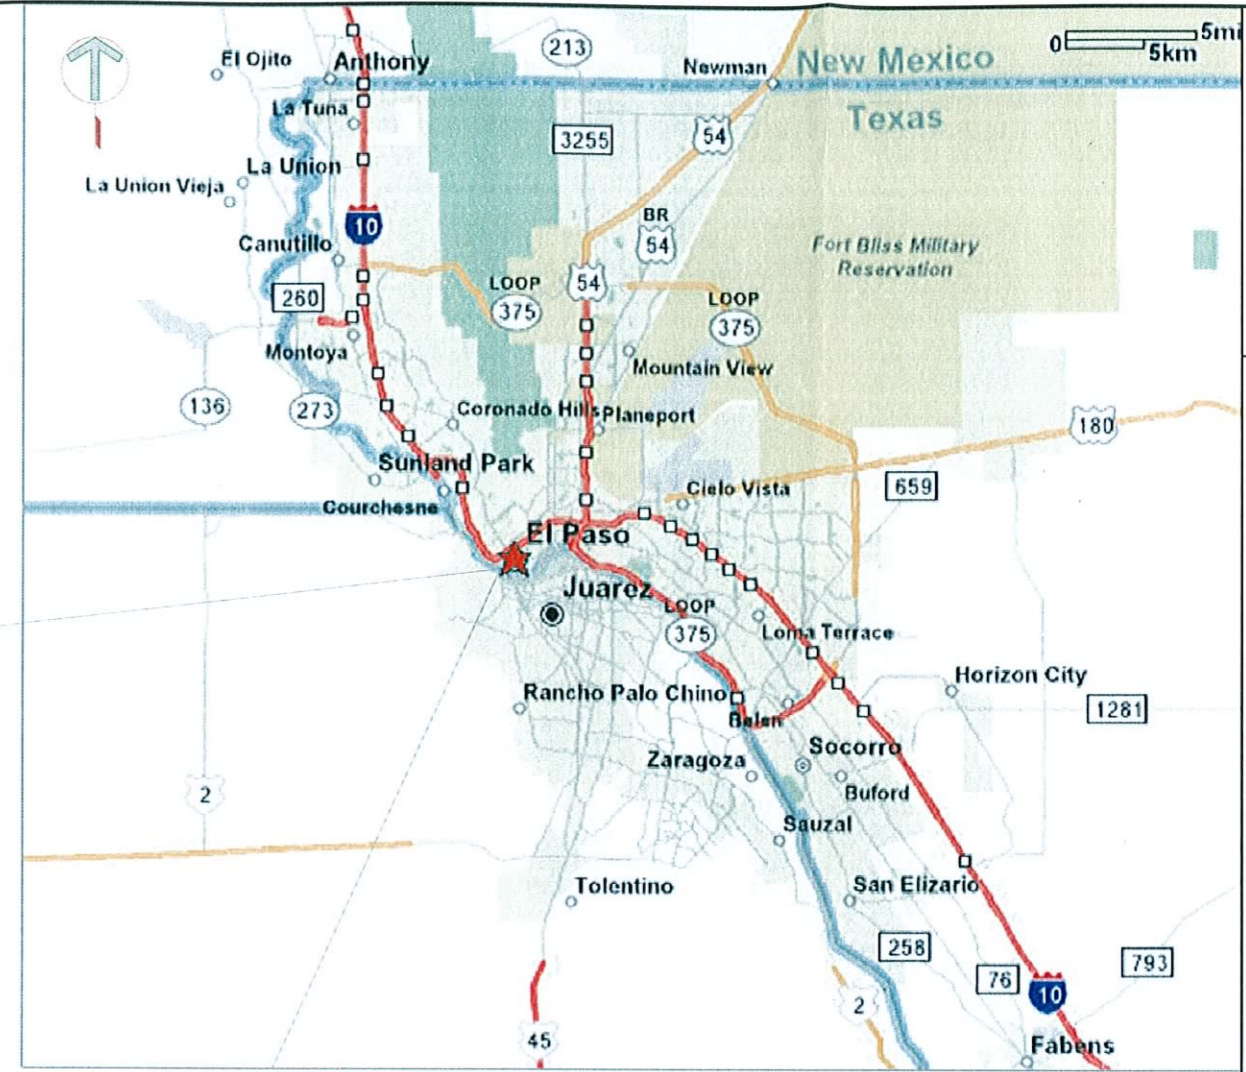 5mi
0
5km
El Ojito
Anthony
213
Newman
New Mexico
La Tuna
Texas
3255
54
La Union
La Union Vieja
BR
54
10
Canutillo
Fort Bliss Military
Reservation
260
LOOP
375
54
LOOP
375
Montoya
Mountain View
136
273
Coronado Hills
Planeport
180
Sunland Park
Cielo Vista
659
Courchesne
El Paso
Juarez
LOOP
375
Loma Terrace
Horizon City
Rancho Palo Chino
1281
Belen
Socorro
Zaragoza
2
Buford
Sauzal
Tolentino
San Elizario
258
76
793
10
2
45
Fabens